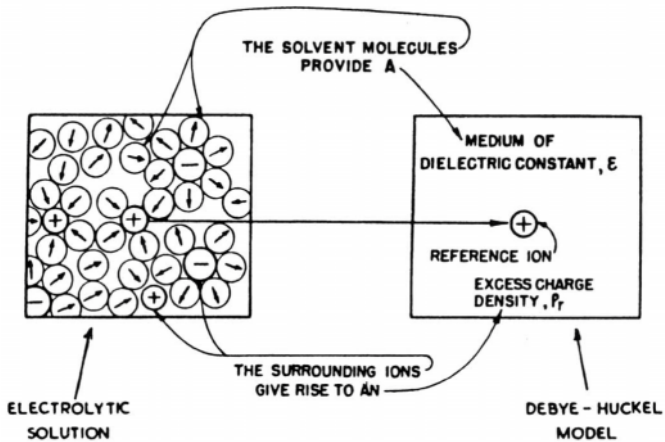 THE SOLVENT MOLECULES
PROVIDE A
MEDIUM OF
DIELECTRIC CONSTANT, ε
REFERENCE ION
EXCESS CHARGE
DENSITY, ρr
THE SURROUNDING IONS
GIVE RISE TO AN
ELECTROLYTIC
SOLUTION
DEBYE - HUCKEL
MODEL